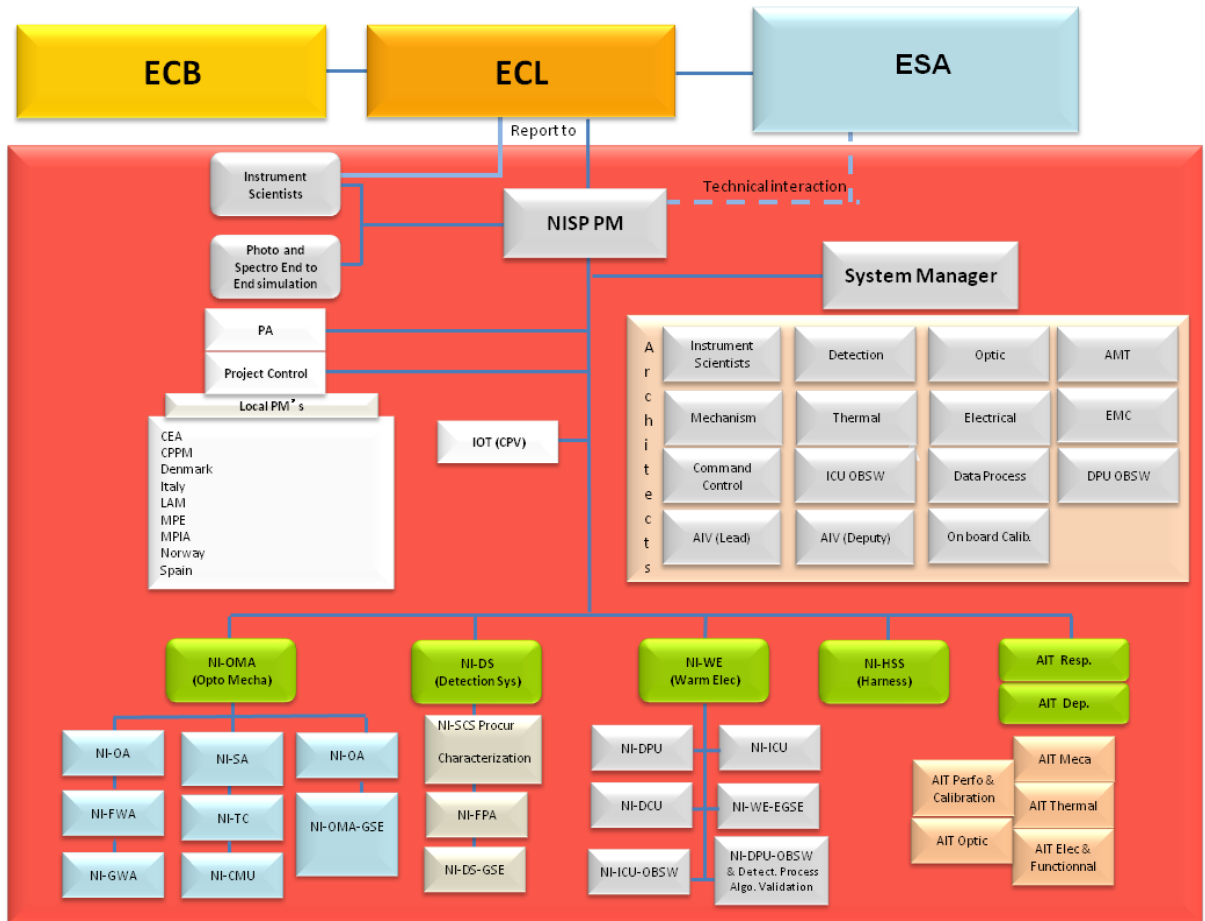 ECB
ECL
ESA
Report to
Instrument
Scientists
Technical interaction
NISP PM
Photo and
Spectro End to
End simulation
System Manager
PA
Project Control
Local PM's
CEA
CPPM
Denmark
Italy
LAM
MPE
MPIA
Norway
Spain
IOT (CPV)
Architects
Instrument
Scientists
Detection
Optic
AMT
Mechanism
Thermal
Electrical
EMC
Command
Control
ICU OBSW
Data Process
DPU OBSW
AIV (Lead)
AIV (Deputy)
On board Calib.
NI-OMA
(Opto Mecha)
NI-DS
(Detection Sys)
NI-WE
(Warm Elec)
NI-HSS
(Harness)
AIT Resp.
AIT Dep.
NI-OA
NI-SA
NI-OA
NI-FWA
NI-TC
NI-OMA-GSE
NI-GWA
NI-CMU
NI-SCS Procur
Characterization
NI-FPA
NI-DS-GSE
NI-DPU
NI-ICU
NI-DCU
NI-WE-EGSE
NI-ICU-OBSW
NI-DPU-OBSW
& Detect. Process
Algo. Validation
AIT Perfo &
Calibration
AIT Optic
AIT Meca
AIT Thermal
AIT Elec &
Functionnal